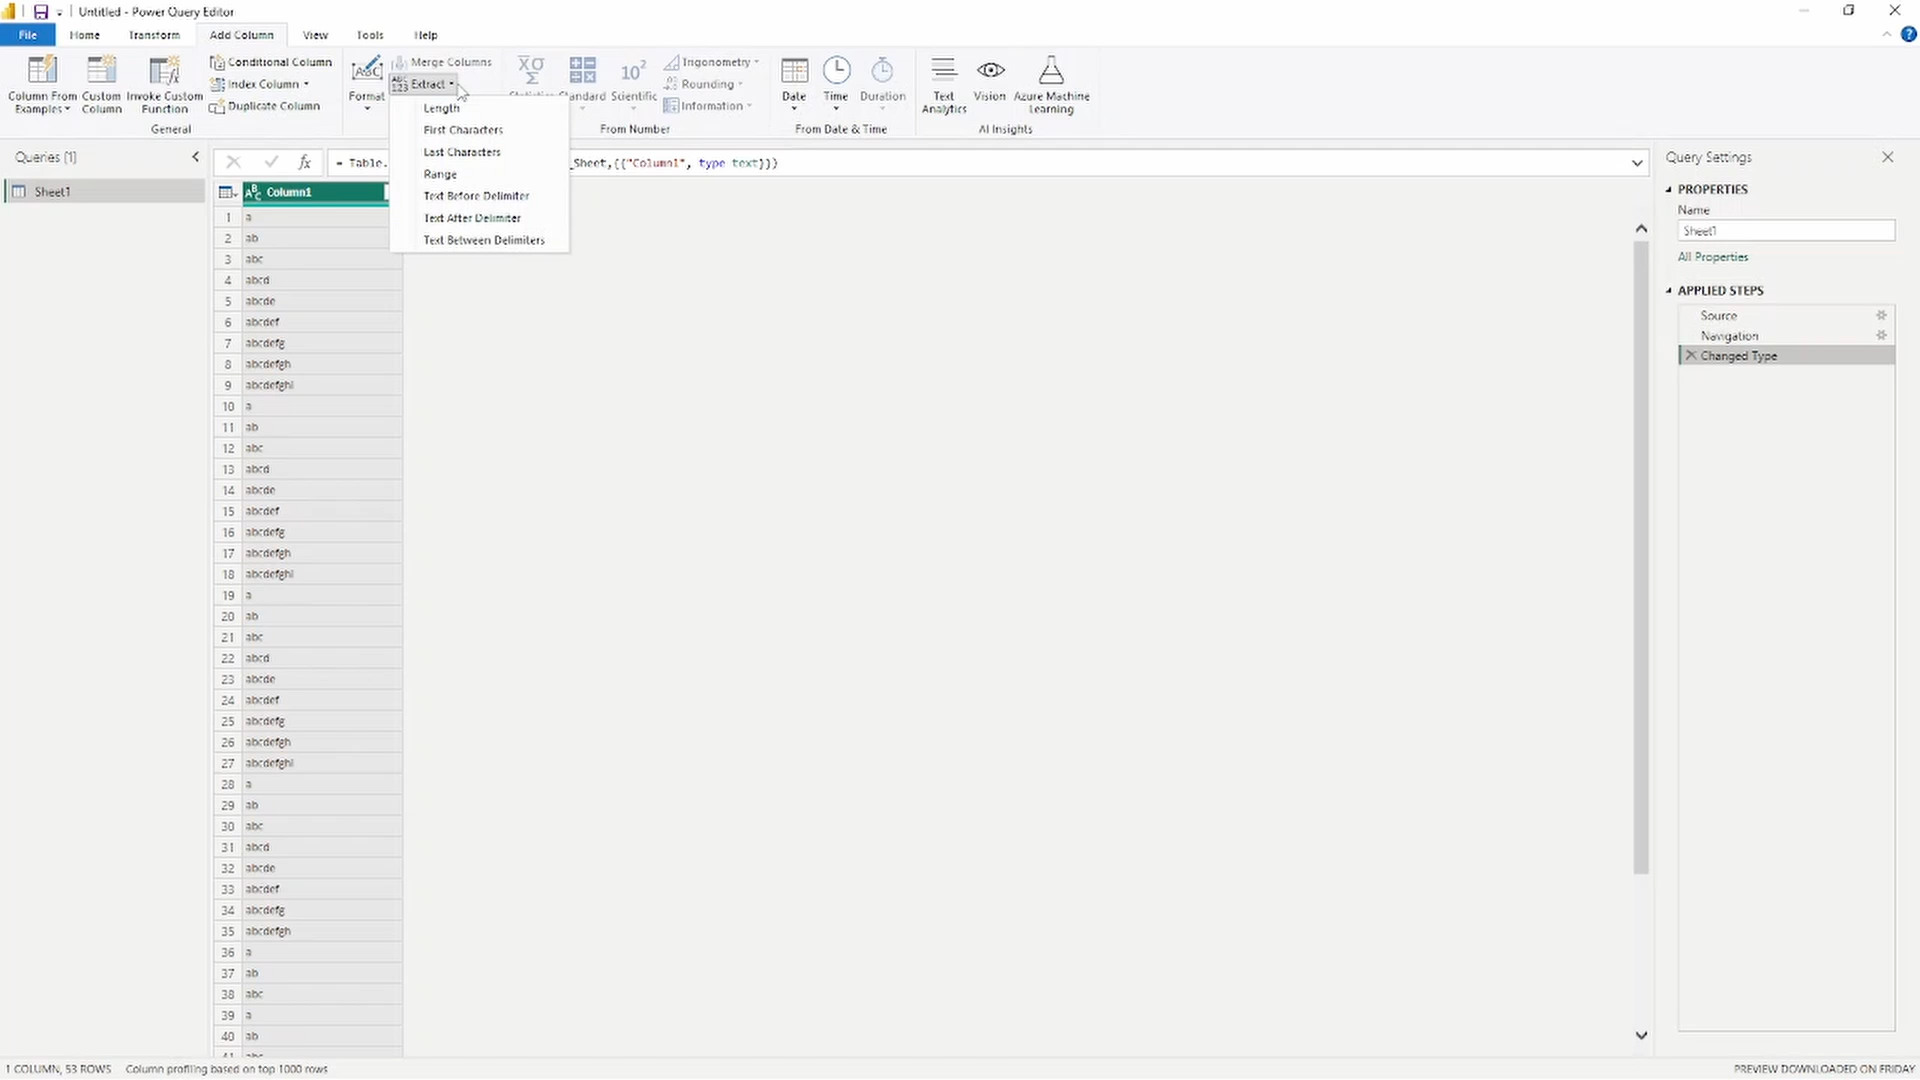 Untitled - Power Query Editor
File Home Transform Add Column View Tools Help
Column From Examples
Custom Column
Invoke Custom Function
Conditional Column
Index Column
Duplicate Column
General
Format
Merge Columns
ABC 123 Extract
Length
First Characters
Last Characters
Range
Text Before Delimiter
Text After Delimiter
Text Between Delimiters
Scientific
Trigonometry
Rounding
Information
From Number
Date
Time
Duration
From Date & Time
Text Analytics
Vision
Azure Machine Learning
AI Insights
Queries [1]
Sheet1
fx
= Table. _Sheet,{{"Column1", type text}})
Column1
1 a
2 ab
3 abc
4 abcd
5 abcde
6 abcdef
7 abcdefg
8 abcdefgh
9 abcdefghi
10 a
11 ab
12 abc
13 abcd
14 abcde
15 abcdef
16 abcdefg
17 abcdefgh
18 abcdefghi
19 a
20 ab
21 abc
22 abcd
23 abcde
24 abcdef
25 abcdefg
26 abcdefgh
27 abcdefghi
28 a
29 ab
30 abc
31 abcd
32 abcde
33 abcdef
34 abcdefg
35 abcdefgh
36 a
37 ab
38 abc
39 a
40 ab
Query Settings
PROPERTIES
Name
Sheet1
All Properties
APPLIED STEPS
Source
Navigation
Changed Type
1 COLUMN, 53 ROWS Column profiling based on top 1000 rows
PREVIEW DOWNLOADED ON FRIDAY